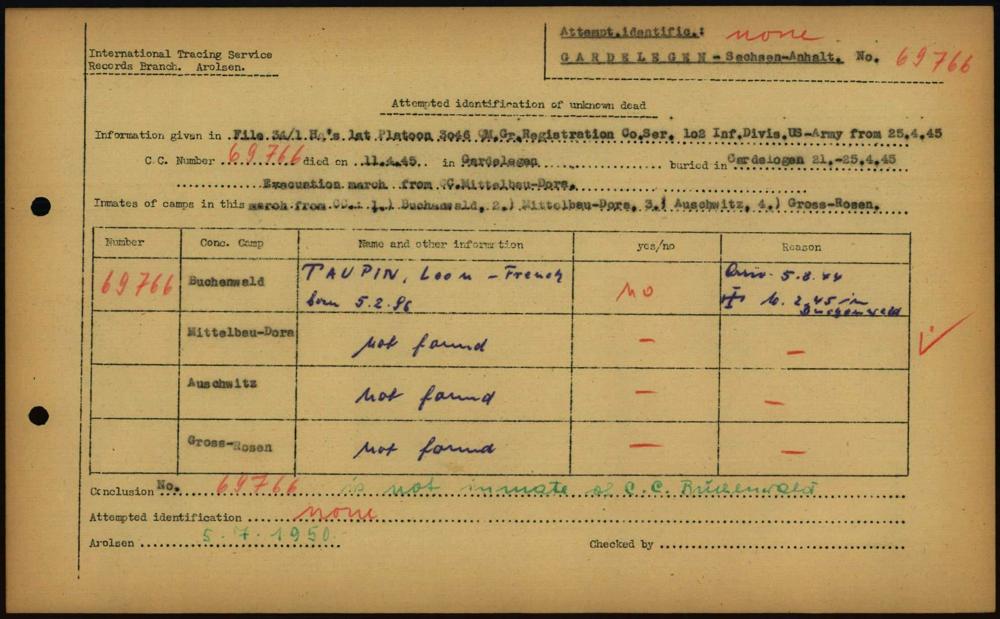 Attempt.identific.: none
International Tracing Service
Records Branch. Arolsen.
GARDELEGEN - Sachsen-Anhalt. No. 69766
Attempted identification of unknown dead
Information given in File 3A/1.Hq's.1st Platoon 3046 QM.Gr.Registration Co.Ser. 1o2 Inf.Divis.US-Army from 25.4.45
C.C. Number 69766 died on 11.4.45 in Gardelegen buried in Gardelegen 21.-25.4.45
Evacuation march from CC.Mittelbau-Dora.
Inmates of camps in this march from CC.: 1.) Buchenwald, 2.) Mittelbau-Dora, 3.) Auschwitz, 4.) Gross-Rosen.
Number Conc. Camp Name and other information yes/no Reason
69766 Buchenwald TAUPIN, Leon - French no 5.8.44
born 5.2.96 2.45 in
Buchenwald
Mittelbau-Dora not found — —
Auschwitz not found — —
Gross-Rosen not found — —
Conclusion No. 69766 is not inmate of C.C. Buchenwald
Attempted identification none
Arolsen 5.7.1950 Checked by